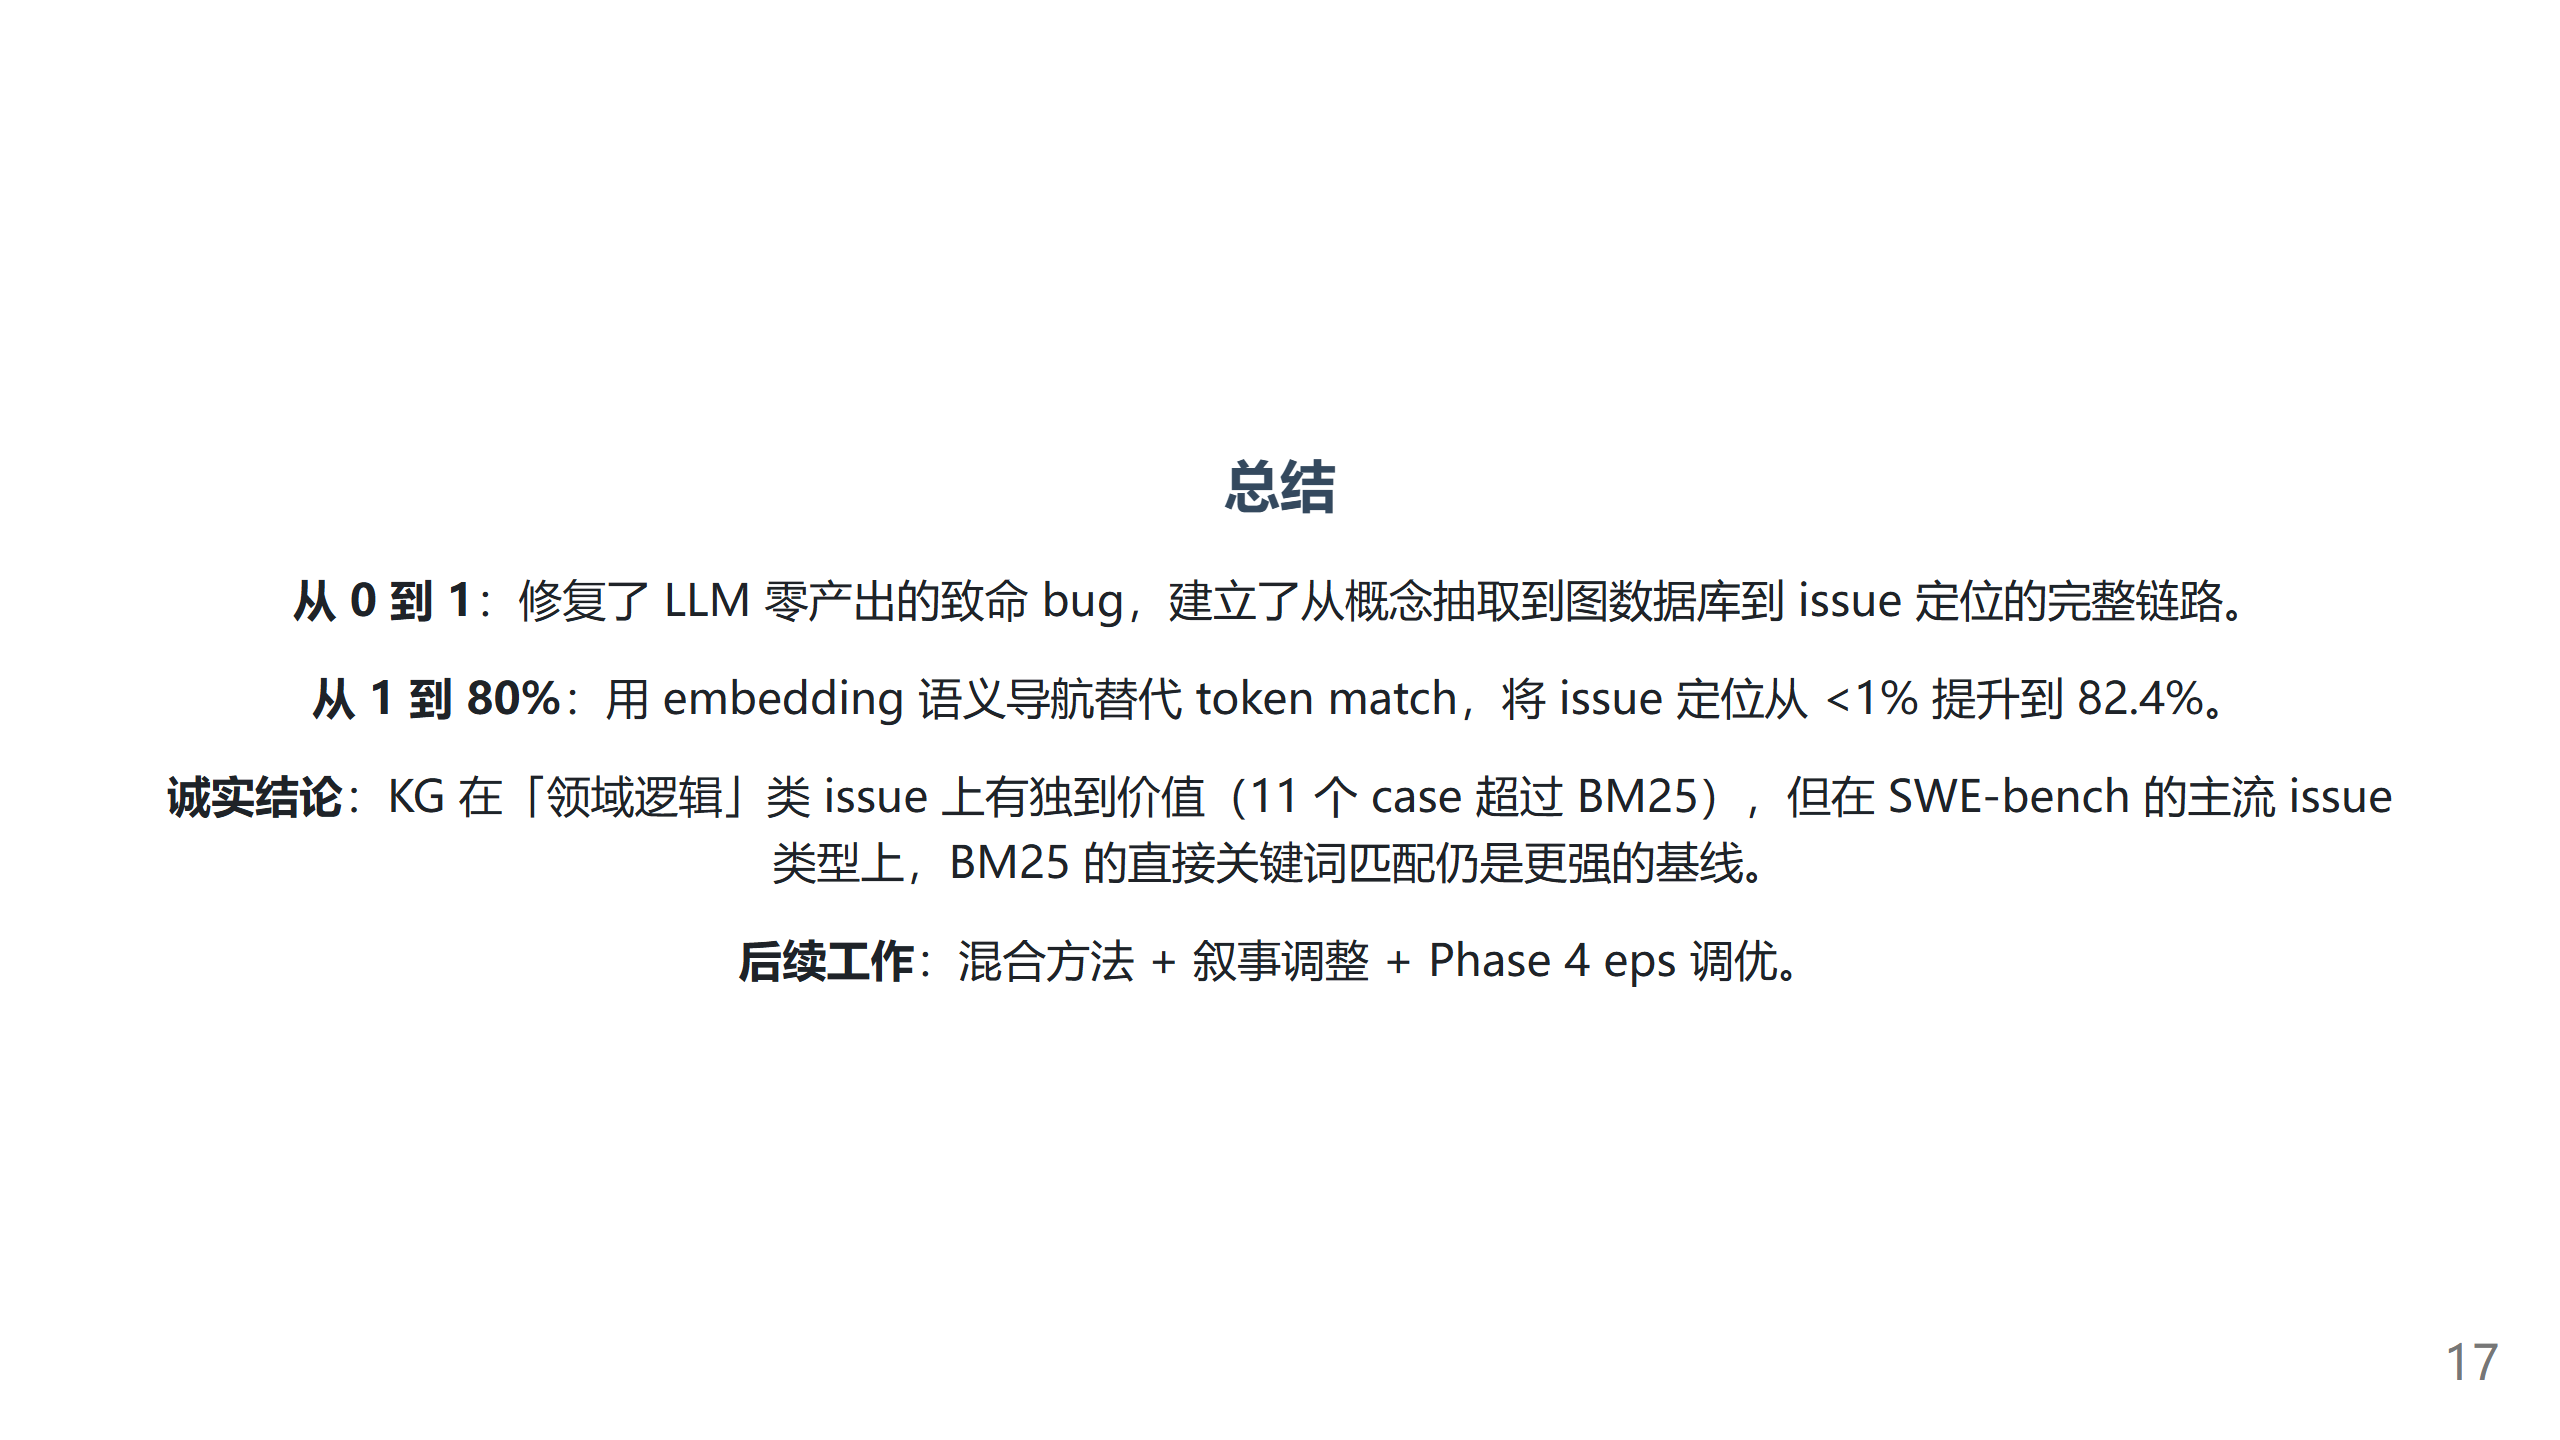 总结
从 0 到 1：修复了 LLM 零产出的致命 bug，建立了从概念抽取到图数据库到 issue 定位的完整链路。
从 1 到 80%：用 embedding 语义导航替代 token match，将 issue 定位从 <1% 提升到 82.4%。
诚实结论：KG 在「领域逻辑」类 issue 上有独到价值（11 个 case 超过 BM25），但在 SWE-bench 的主流 issue
类型上，BM25 的直接关键词匹配仍是更强的基线。
后续工作：混合方法 + 叙事调整 + Phase 4 eps 调优。
17